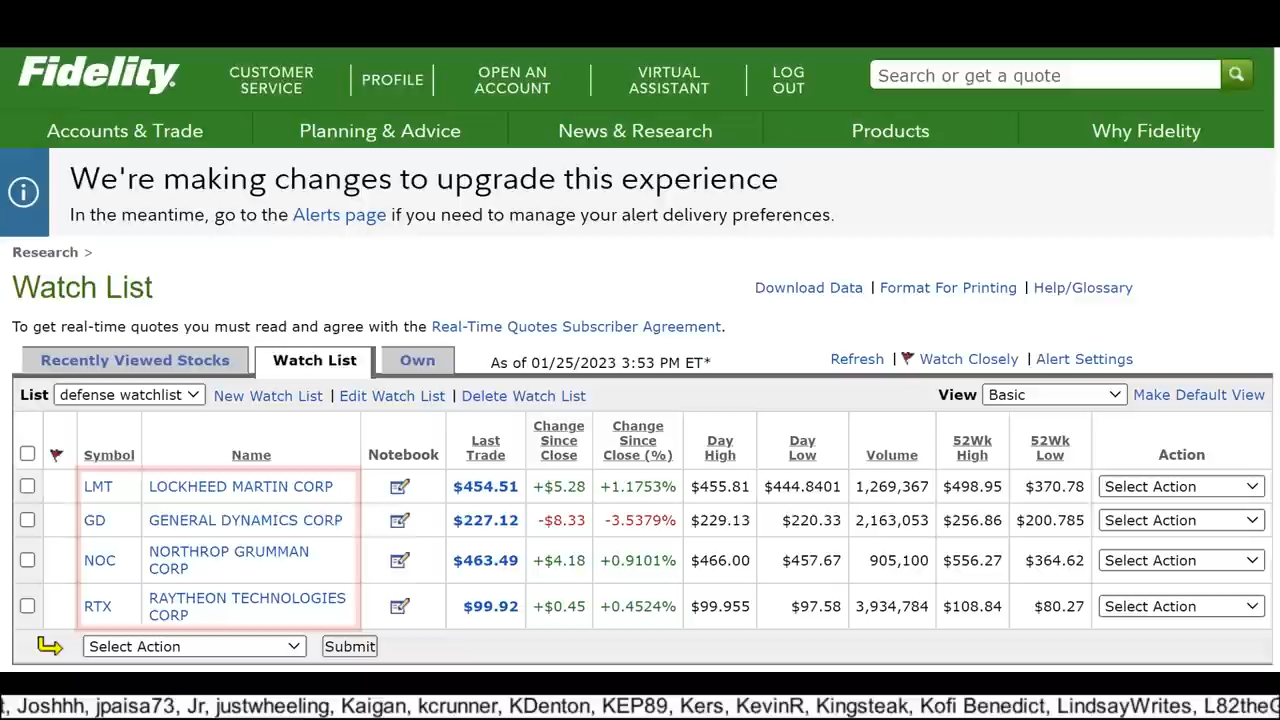 Fidelity
CUSTOMER SERVICE
PROFILE
OPEN AN ACCOUNT
VIRTUAL ASSISTANT
LOG OUT
Search or get a quote
Accounts & Trade
Planning & Advice
News & Research
Products
Why Fidelity
We're making changes to upgrade this experience
In the meantime, go to the Alerts page if you need to manage your alert delivery preferences.
Research >
Watch List
Download Data | Format For Printing | Help/Glossary
To get real-time quotes you must read and agree with the Real-Time Quotes Subscriber Agreement.
Recently Viewed Stocks
Watch List
Own
As of 01/25/2023 3:53 PM ET*
Refresh | Watch Closely | Alert Settings
List defense watchlist New Watch List | Edit Watch List | Delete Watch List
View Basic Make Default View
Symbol Name Notebook Last Trade Change Since Close Change Since Close (%) Day High Day Low Volume 52Wk High 52Wk Low Action
LMT LOCKHEED MARTIN CORP $454.51 +$5.28 +1.1753% $455.81 $444.8401 1,269,367 $498.95 $370.78 Select Action
GD GENERAL DYNAMICS CORP $227.12 -$8.33 -3.5379% $229.13 $220.33 2,163,053 $256.86 $200.785 Select Action
NOC NORTHROP GRUMMAN CORP $463.49 +$4.18 +0.9101% $466.00 $457.67 905,100 $556.27 $364.62 Select Action
RTX RAYTHEON TECHNOLOGIES CORP $99.92 +$0.45 +0.4524% $99.955 $97.58 3,934,784 $108.84 $80.27 Select Action
Select Action Submit
t, Joshhh, jpaisa73, Jr, justwheeling, Kaigan, kcrunner, KDenton, KEP89, Kers, KevinR, Kingsteak, Kofi Benedict, LindsayWrites, L82the